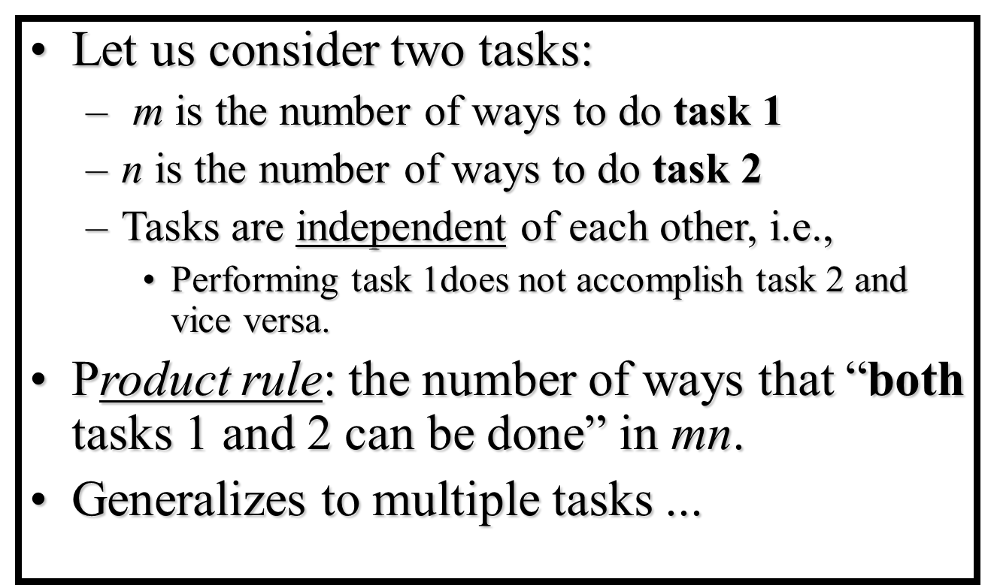 • Let us consider two tasks:
– m is the number of ways to do task 1
– n is the number of ways to do task 2
– Tasks are independent of each other, i.e.,
• Performing task 1does not accomplish task 2 and
vice versa.
• Product rule: the number of ways that “both
tasks 1 and 2 can be done” in mn.
• Generalizes to multiple tasks ...